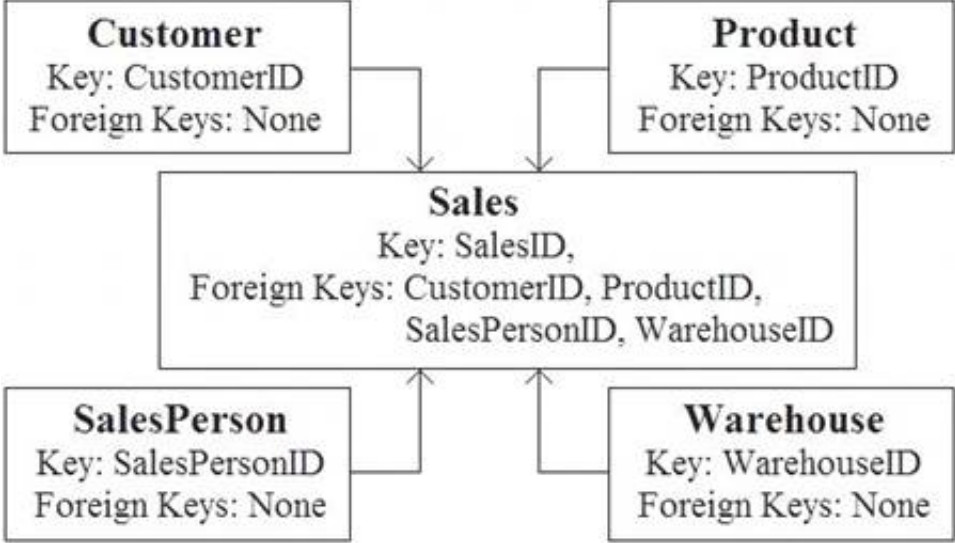 Customer
Key: CustomerID
Foreign Keys: None
Product
Key: ProductID
Foreign Keys: None
Sales
Key: SalesID,
Foreign Keys: CustomerID, ProductID,
SalesPersonID, WarehouseID
SalesPerson
Key: SalesPersonID
Foreign Keys: None
Warehouse
Key: WarehouseID
Foreign Keys: None